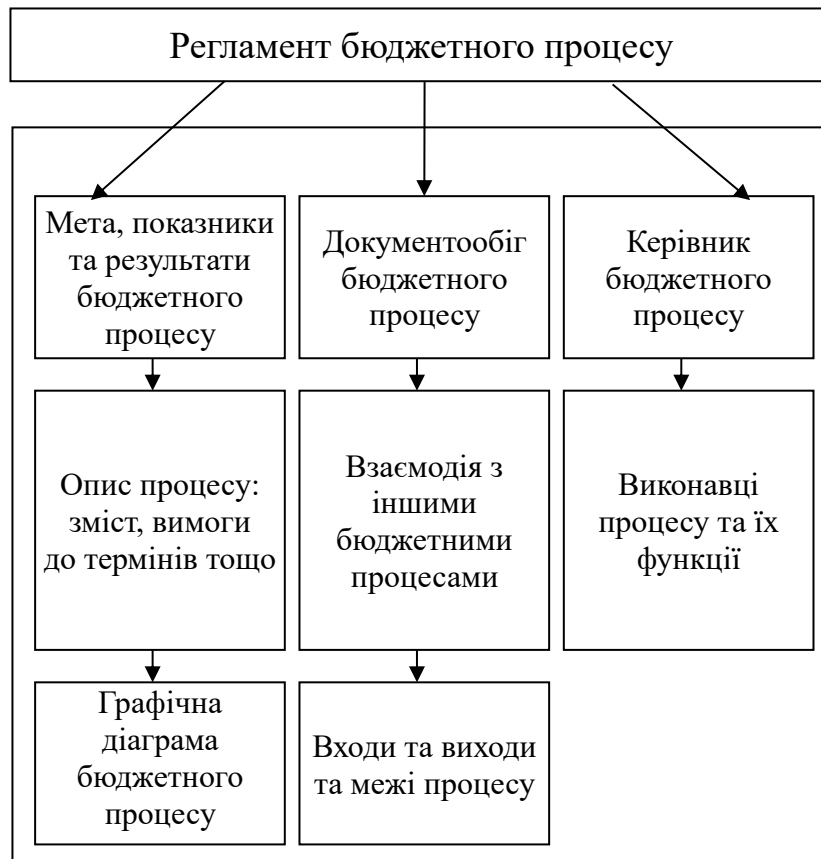 Регламент бюджетного процесу
Мета, показники
та результати
бюджетного
процесу
Документообіг
бюджетного
процесу
Керівник
бюджетного
процесу
Опис процесу:
зміст, вимоги
до термінів тощо
Взаємодія з
іншими
бюджетними
процесами
Виконавці
процесу та їх
функції
Графічна
діаграма
бюджетного
процесу
Входи та виходи
та межі процесу